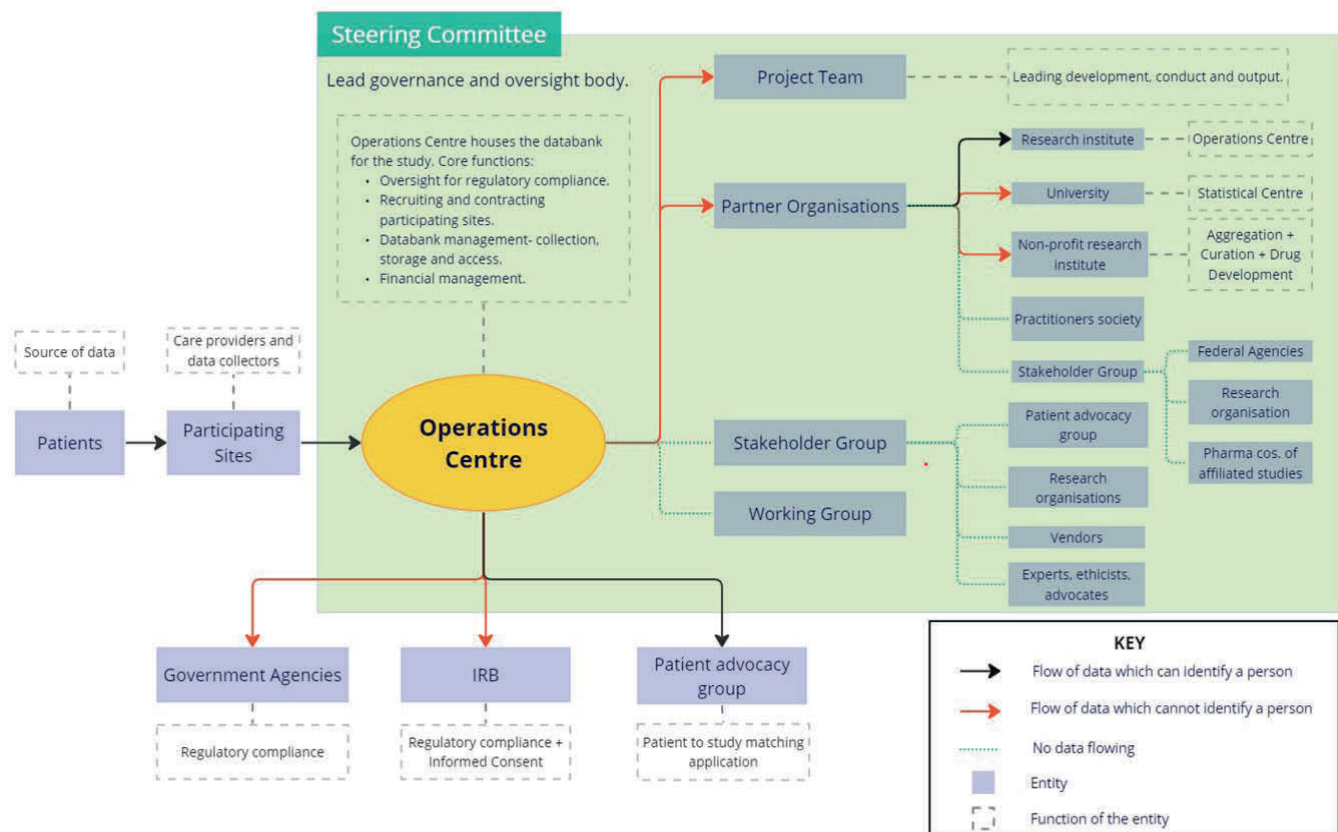 Steering Committee
Lead governance and oversight body.
Operations Centre houses the databank
for the study. Core functions:
• Oversight for regulatory compliance.
• Recruiting and contracting
participating sites.
• Databank management- collection,
storage and access.
• Financial management.
Project Team
Leading development, conduct and output.
Partner Organisations
Research institute
Operations Centre
University
Statistical Centre
Non-profit research
institute
Aggregation +
Curation + Drug
Development
Practitioners society
Stakeholder Group
Federal Agencies
Research
organisation
Pharma cos. of
affiliated studies
Source of data
Care providers and
data collectors
Patients
Participating
Sites
Operations
Centre
Stakeholder Group
Patient advocacy
group
Research
organisations
Vendors
Experts, ethicists,
advocates
Working Group
Government Agencies
Regulatory compliance
IRB
Regulatory compliance +
Informed Consent
Patient advocacy
group
Patient to study matching
application
KEY
Flow of data which can identify a person
Flow of data which cannot identify a person
No data flowing
Entity
Function of the entity